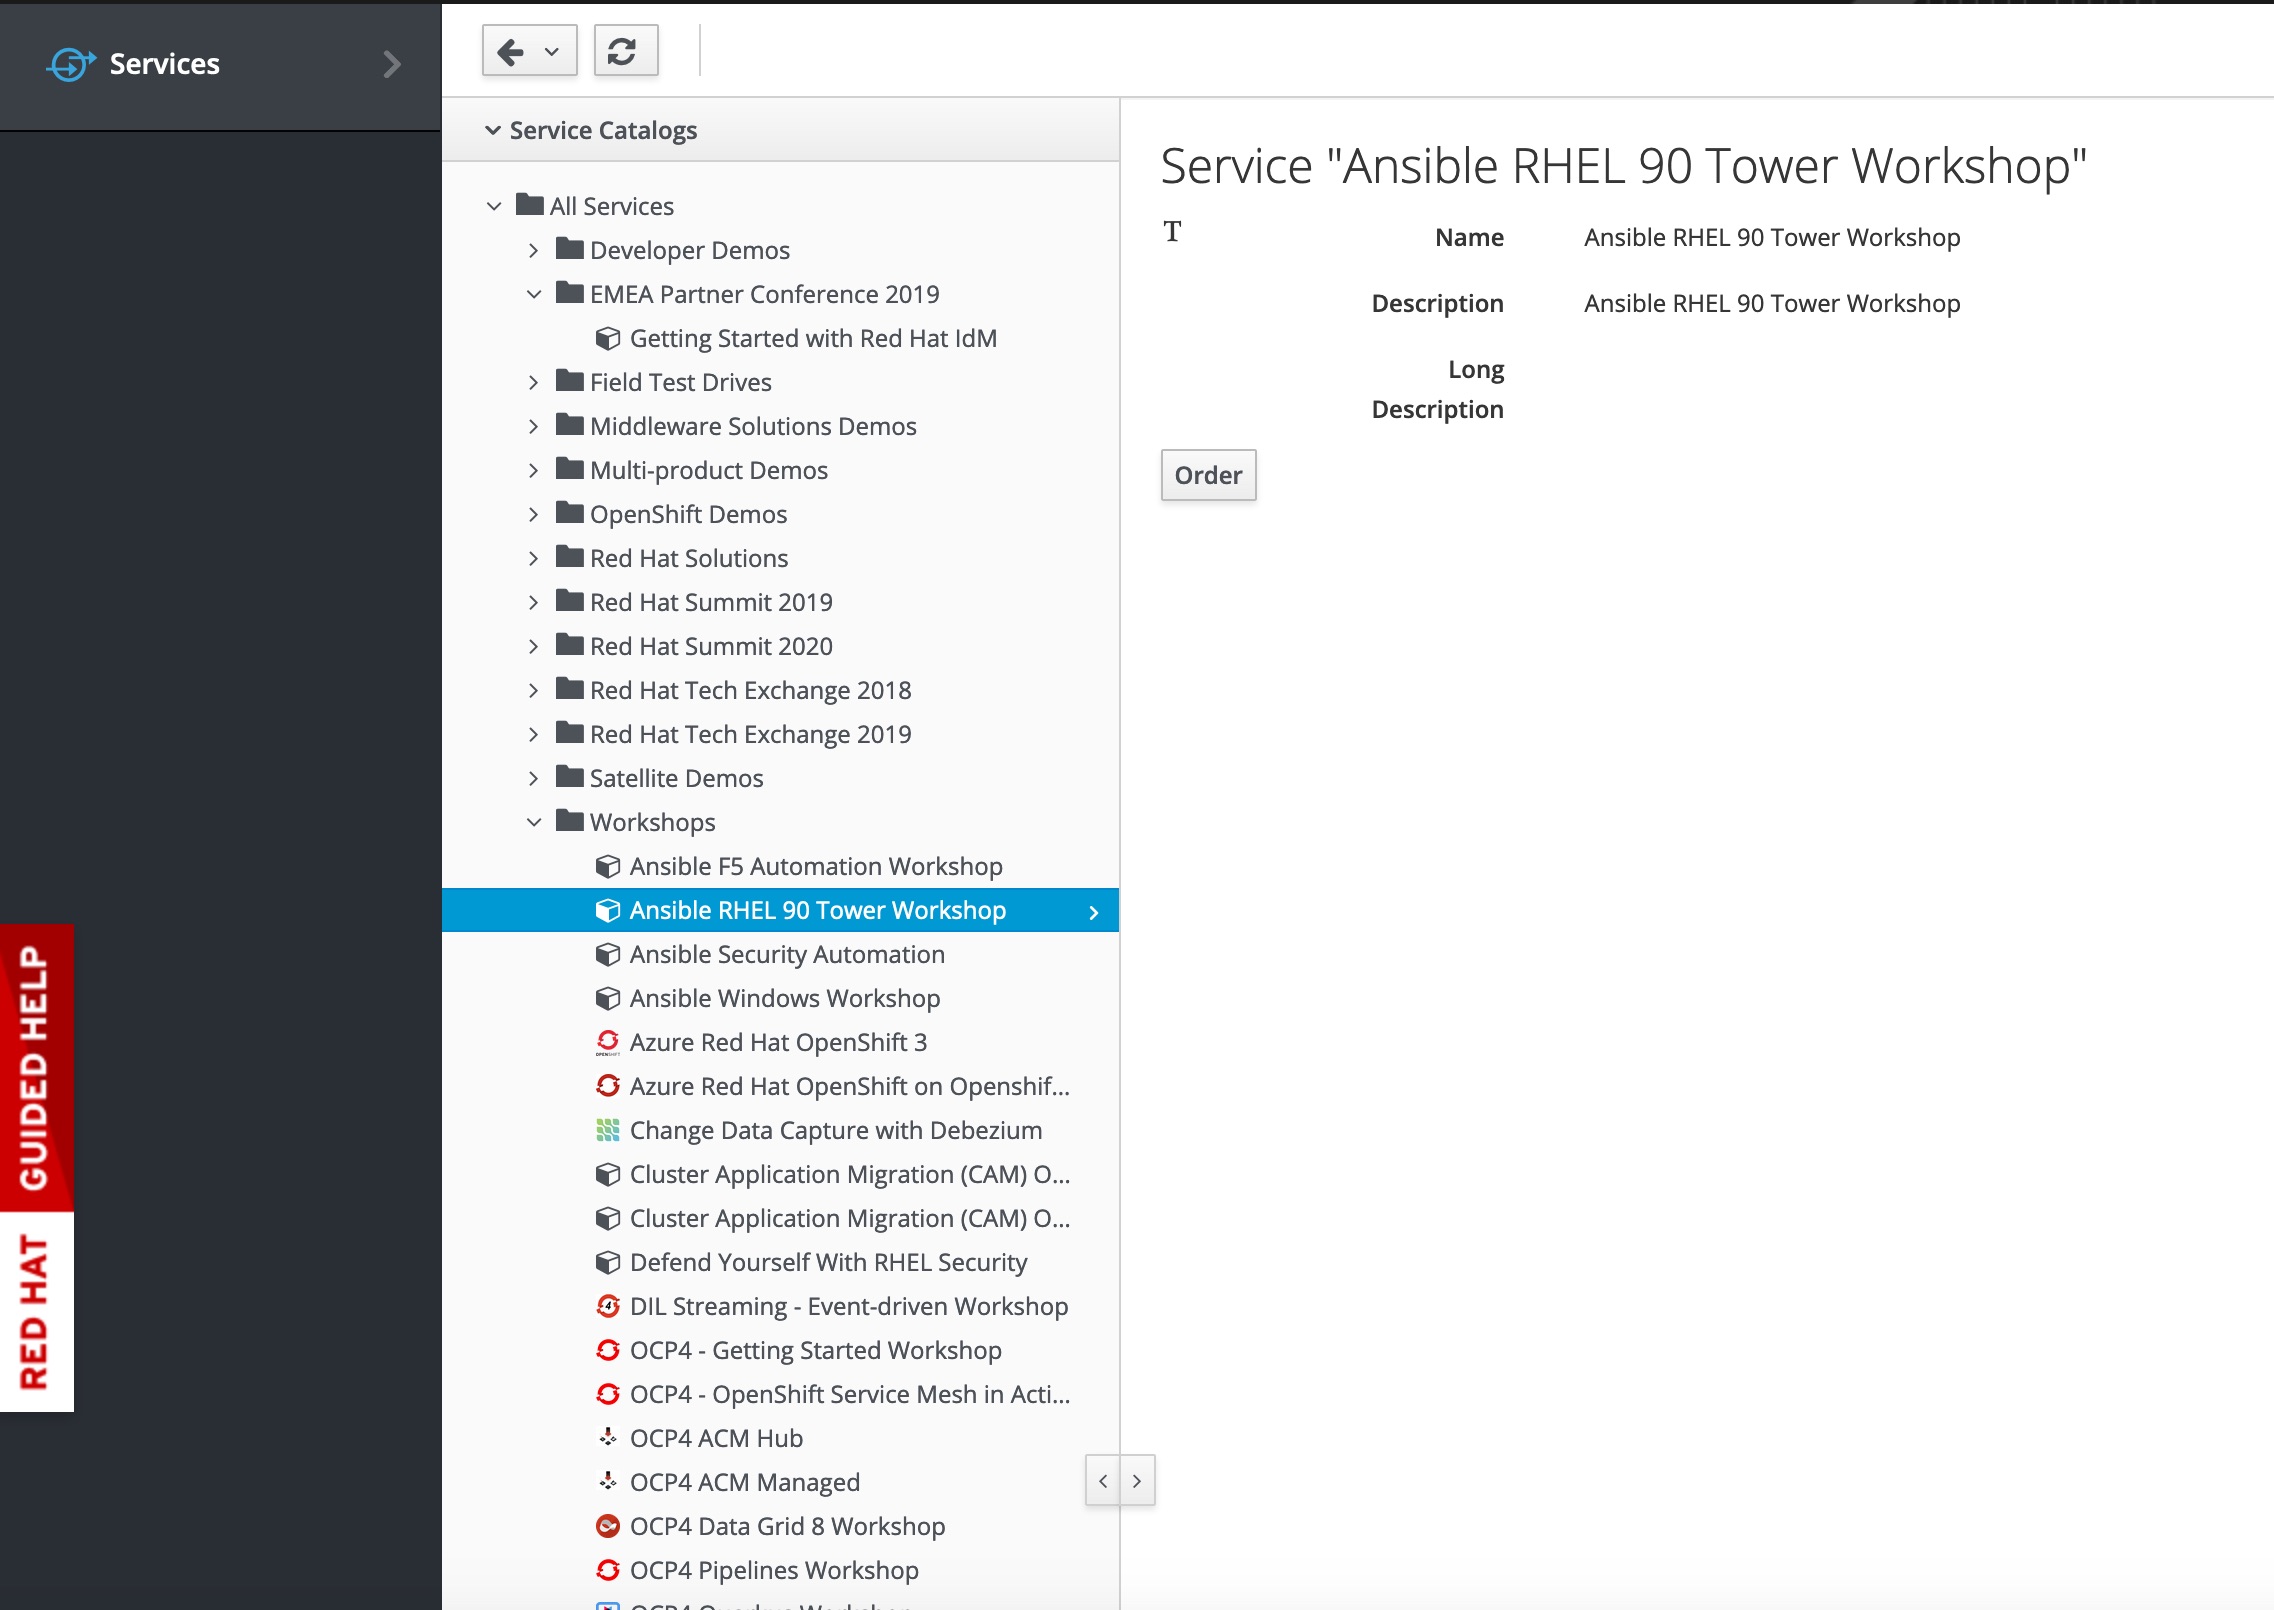 Services
Service Catalogs
All Services
Developer Demos
EMEA Partner Conference 2019
Getting Started with Red Hat IdM
Field Test Drives
Middleware Solutions Demos
Multi-product Demos
OpenShift Demos
Red Hat Solutions
Red Hat Summit 2019
Red Hat Summit 2020
Red Hat Tech Exchange 2018
Red Hat Tech Exchange 2019
Satellite Demos
Workshops
Ansible F5 Automation Workshop
Ansible RHEL 90 Tower Workshop
Ansible Security Automation
Ansible Windows Workshop
Azure Red Hat OpenShift 3
Azure Red Hat OpenShift on Openshif...
Change Data Capture with Debezium
Cluster Application Migration (CAM) O...
Cluster Application Migration (CAM) O...
Defend Yourself With RHEL Security
DIL Streaming - Event-driven Workshop
OCP4 - Getting Started Workshop
OCP4 - OpenShift Service Mesh in Acti...
OCP4 ACM Hub
OCP4 ACM Managed
OCP4 Data Grid 8 Workshop
OCP4 Pipelines Workshop
Service "Ansible RHEL 90 Tower Workshop"
T
Name Ansible RHEL 90 Tower Workshop
Description Ansible RHEL 90 Tower Workshop
Long
Description
Order
RED HAT GUIDED HELP